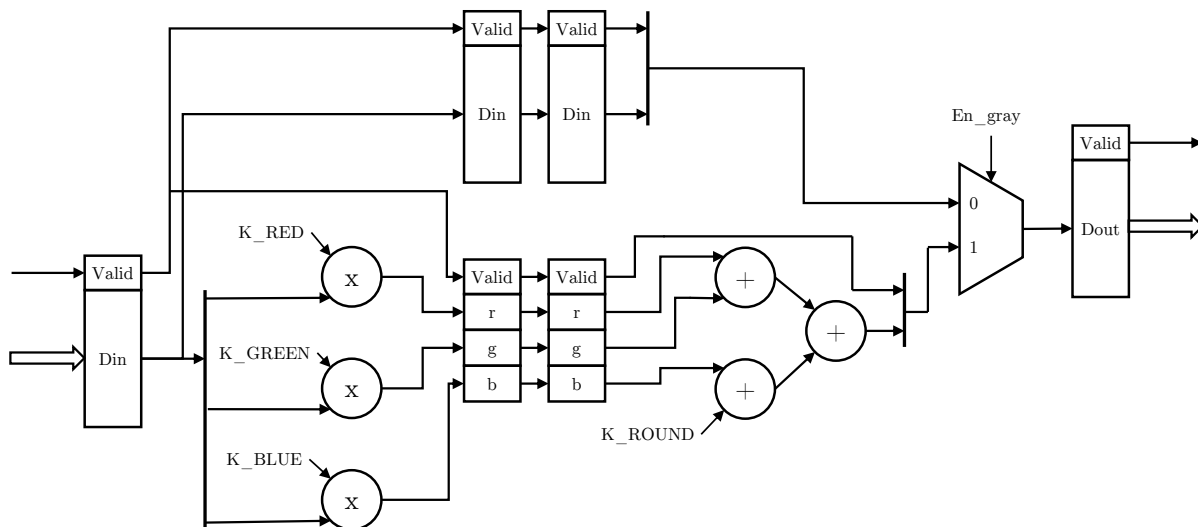 Valid
Valid
Din
Din
En_gray
Valid
0
Dout
1
K_RED
x
Valid
Din
Valid
Valid
r
r
g
g
b
b
+
+
+
K_GREEN
x
K_ROUND
K_BLUE
x